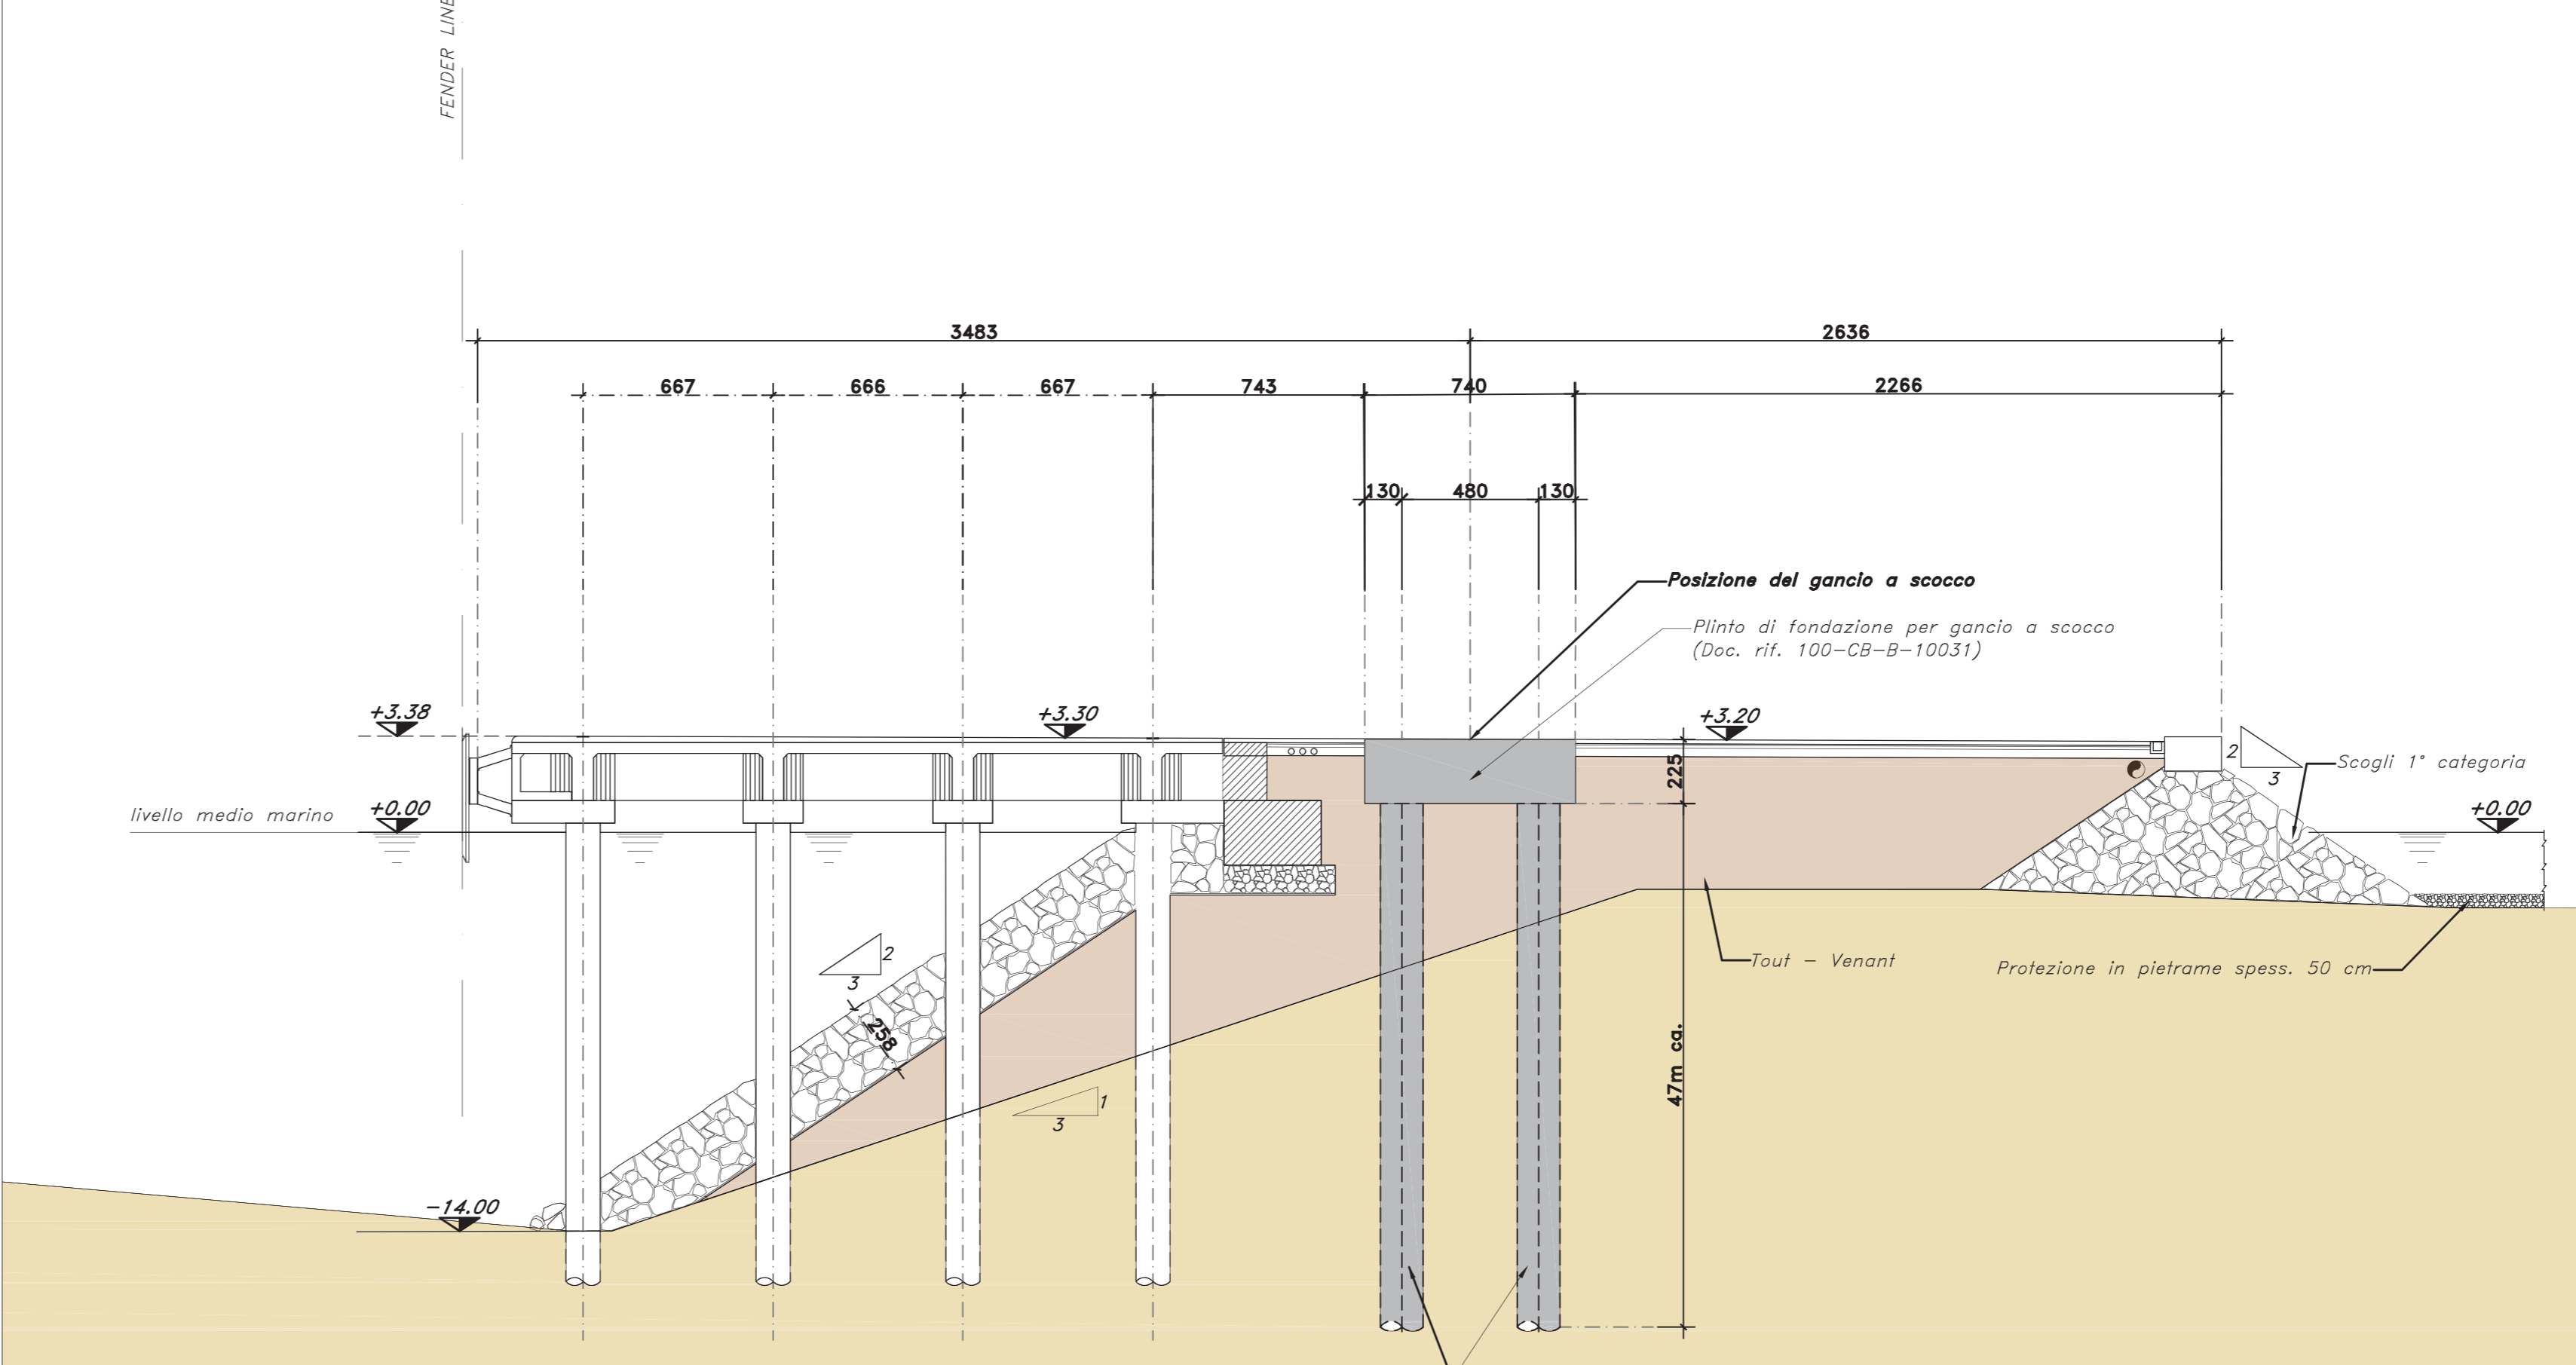 FENDER LINE
3483
2636
667
666
667
743
740
2266
130
480
130
Posizione del gancio a scocco
Plinto di fondazione per gancio a scocco
(Doc. rif. 100-CB-B-10031)
+3.38
+3.30
+3.20
225
2
3
Scogli 1° categoria
livello medio marino
+0.00
+0.00
2
3
258
Tout - Venant
Protezione in pietrame spess. 50 cm
47m ca.
1
3
-14.00